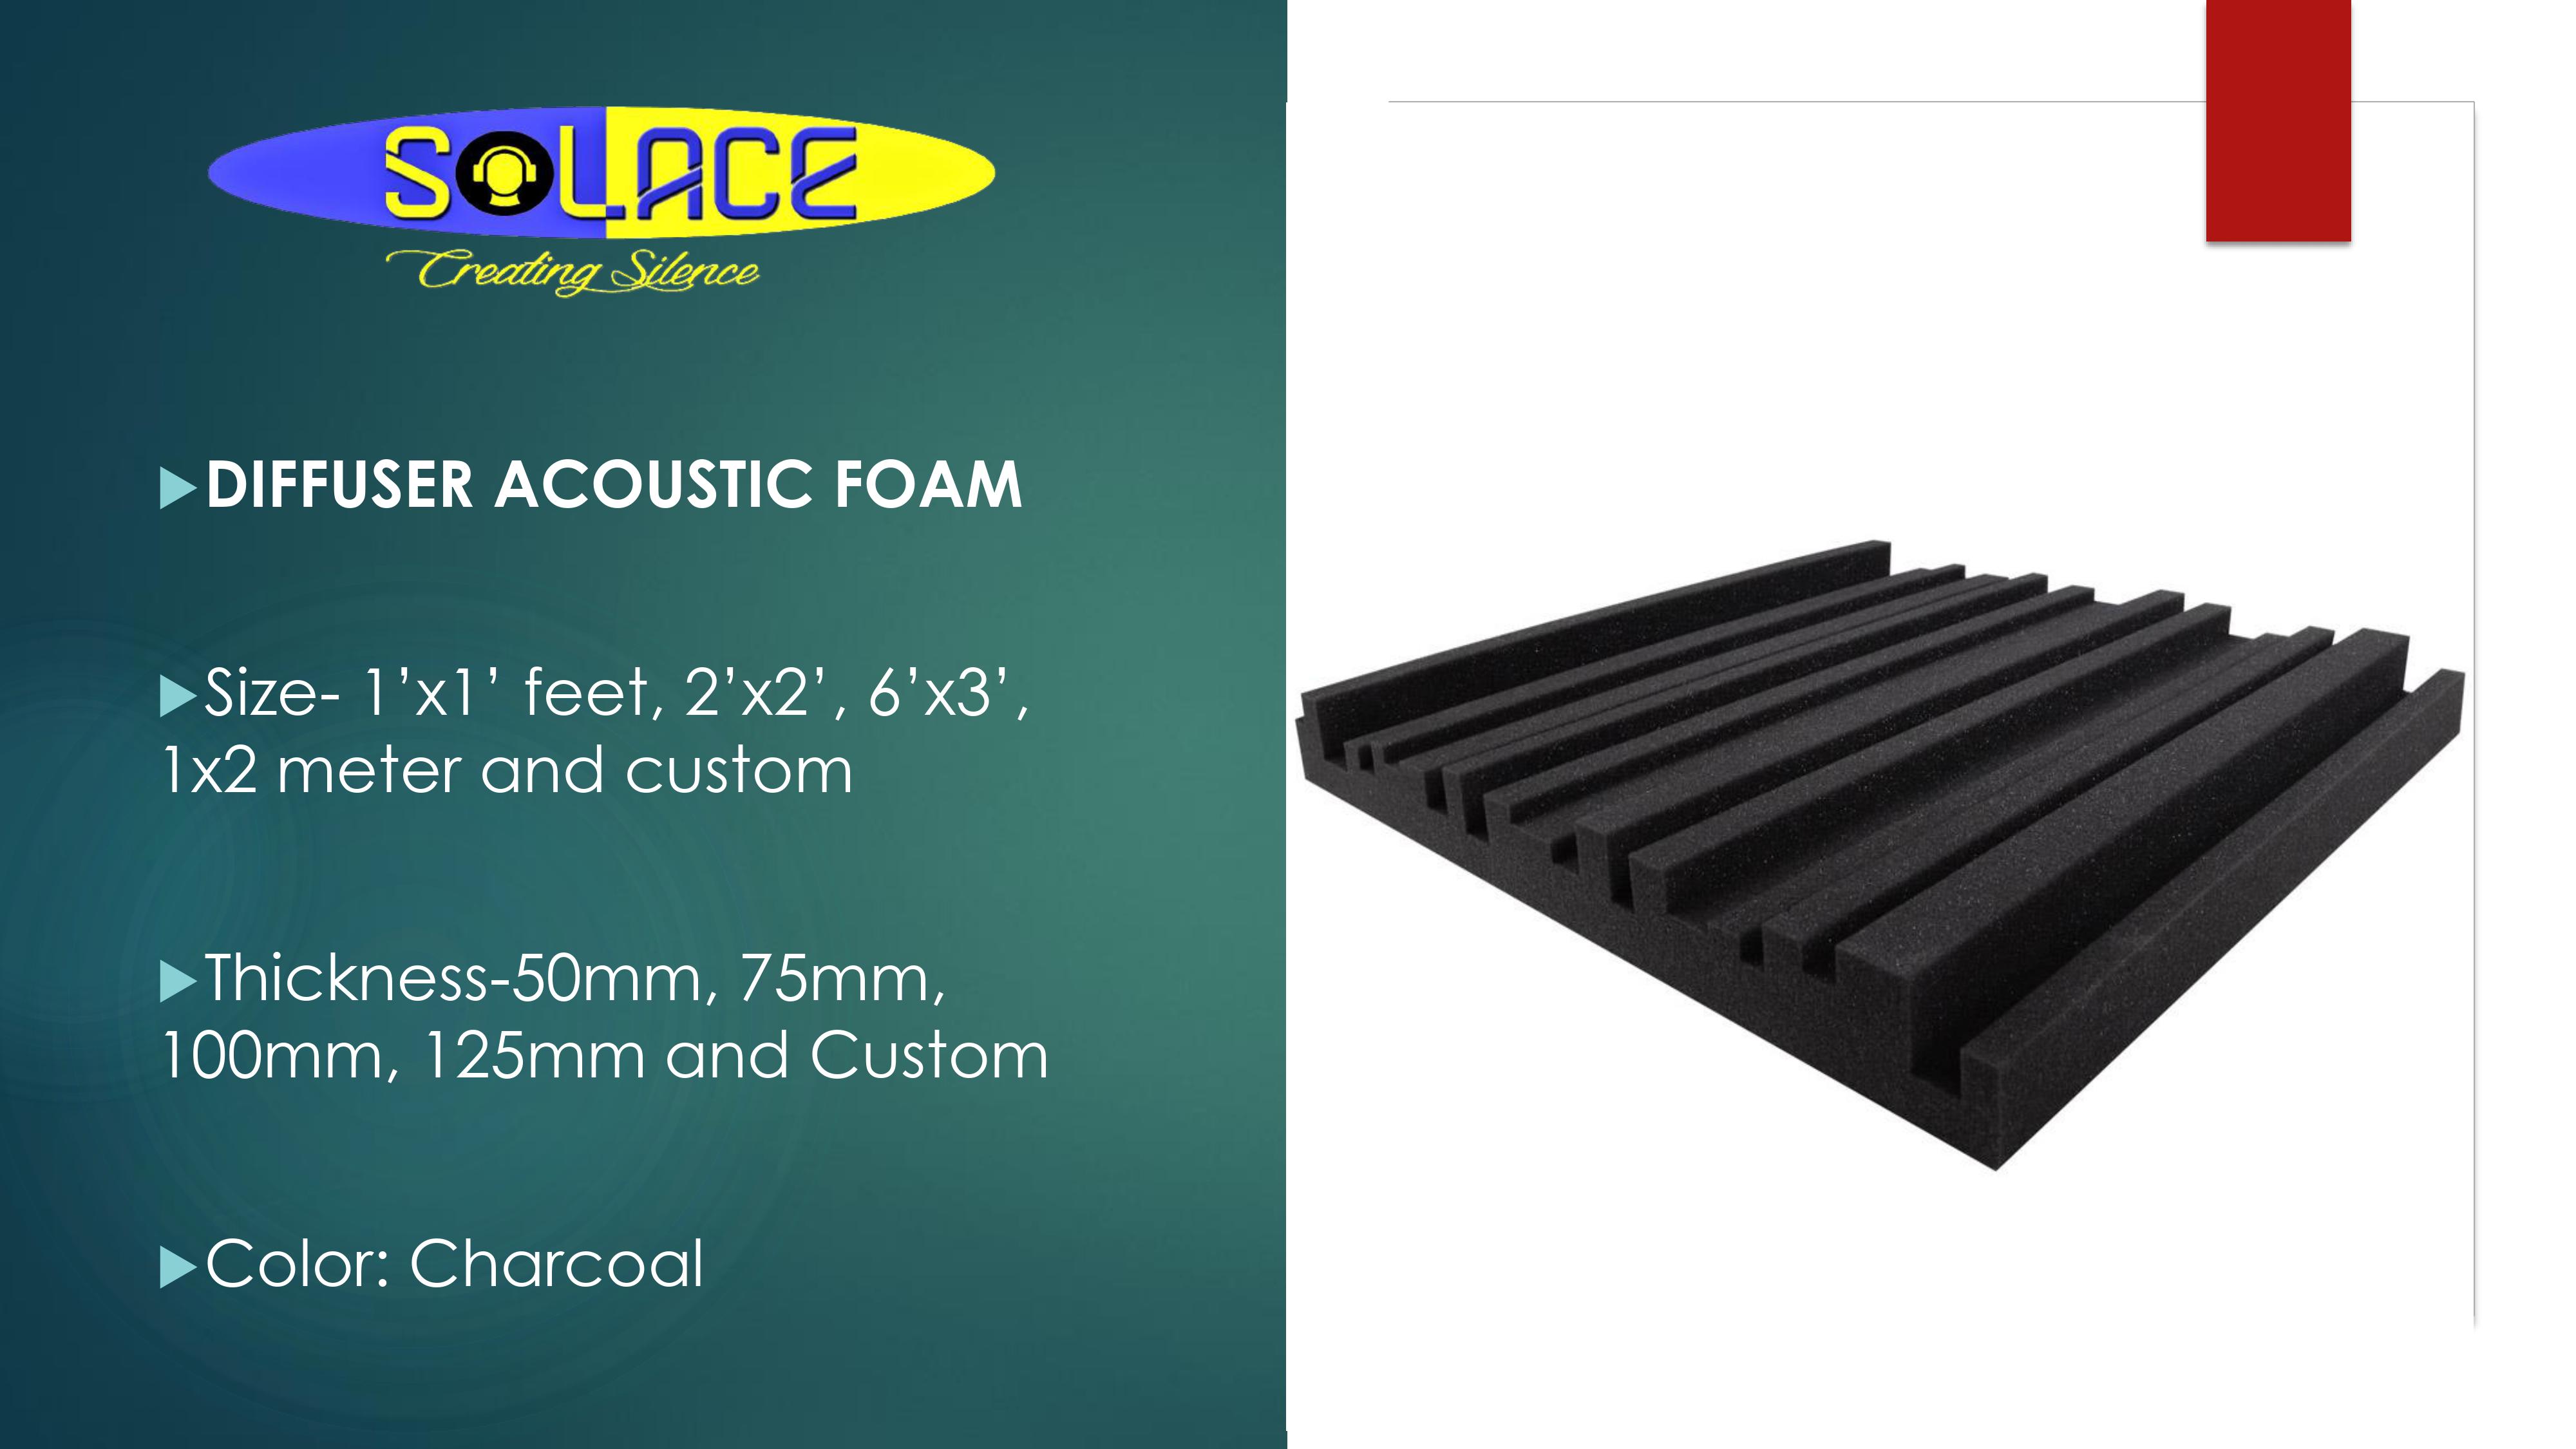 SOLACE
Creating Silence
DIFFUSER ACOUSTIC FOAM
Size- 1’x1’ feet, 2’x2’, 6’x3’,
1x2 meter and custom
Thickness-50mm, 75mm,
100mm, 125mm and Custom
Color: Charcoal